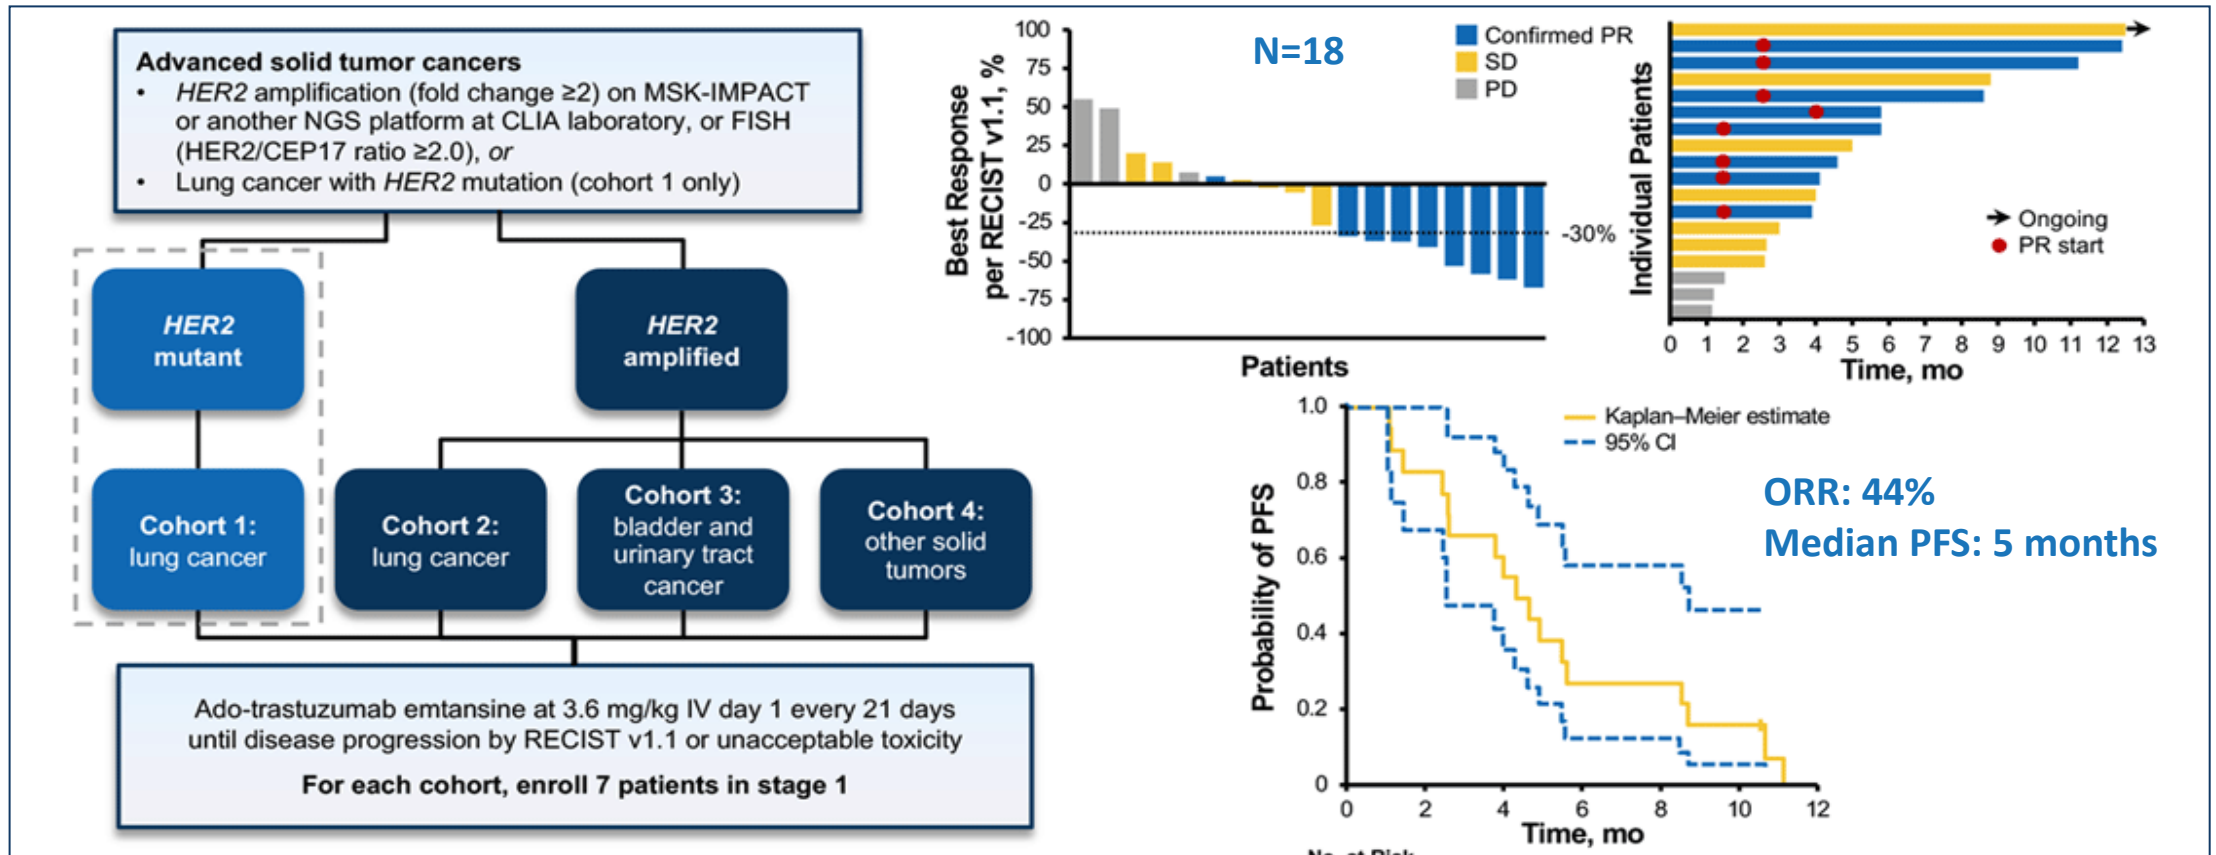 Advanced solid tumor cancers
• HER2 amplification (fold change ≥2) on MSK-IMPACT
or another NGS platform at CLIA laboratory, or FISH
(HER2/CEP17 ratio ≥2.0), or
• Lung cancer with HER2 mutation (cohort 1 only)
HER2
mutant
HER2
amplified
Cohort 1:
lung cancer
Cohort 2:
lung cancer
Cohort 3:
bladder and
urinary tract
cancer
Cohort 4:
other solid
tumors
Ado-trastuzumab emtansine at 3.6 mg/kg IV day 1 every 21 days
until disease progression by RECIST v1.1 or unacceptable toxicity
For each cohort, enroll 7 patients in stage 1
Best Response
per RECIST v1.1, %
100
75
50
25
0
-25
-50
-75
-100
N=18
Confirmed PR
SD
PD
-30%
Patients
Individual Patients
Ongoing
PR start
0 1 2 3 4 5 6 7 8 9 10 11 12 13
Time, mo
Probability of PFS
1.0
0.8
0.6
0.4
0.2
0
Kaplan–Meier estimate
95% CI
0 2 4 6 8 10 12
Time, mo
ORR: 44%
Median PFS: 5 months
No. at Risk